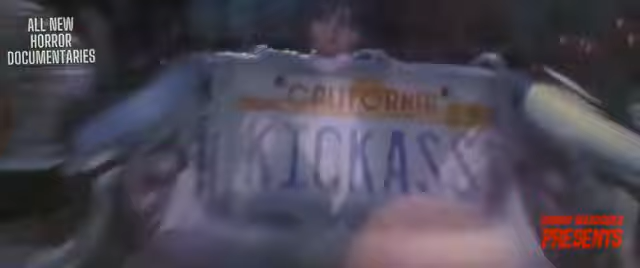 ALL NEW
HORROR
DOCUMENTARIES
CALIFORNIA
KICKASS
PRESENTS